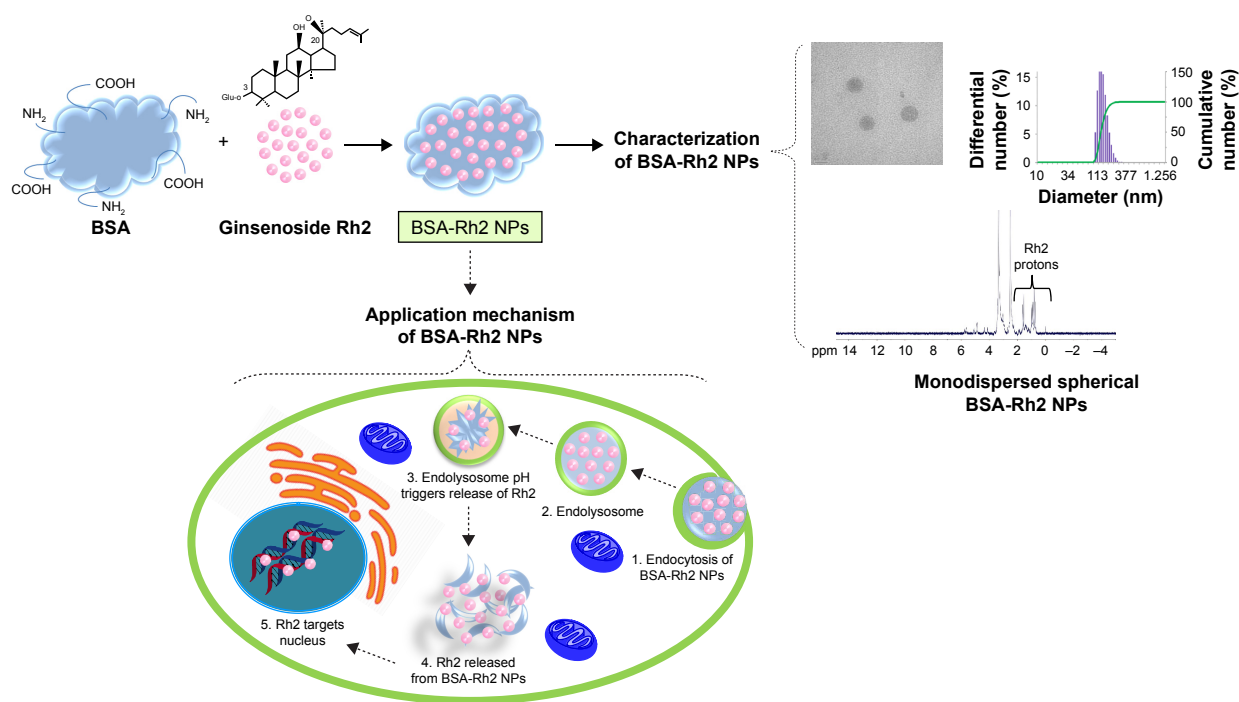 O
OH
20
3
Glu-o
COOH
NH2
NH2
COOH
COOH
NH2
+
BSA
Ginsenoside Rh2
BSA-Rh2 NPs
Characterization
of BSA-Rh2 NPs
Differential
number (%)
15
10
5
0
150
100
50
0
Cumulative
number (%)
10 34 113 377 1.256
Diameter (nm)
Rh2
protons
ppm 14 12 10 8 6 4 2 0 –2 –4
Monodispersed spherical
BSA-Rh2 NPs
Application mechanism
of BSA-Rh2 NPs
1. Endocytosis of
BSA-Rh2 NPs
2. Endolysosome
3. Endolysosome pH
triggers release of Rh2
4. Rh2 released
from BSA-Rh2 NPs
5. Rh2 targets
nucleus